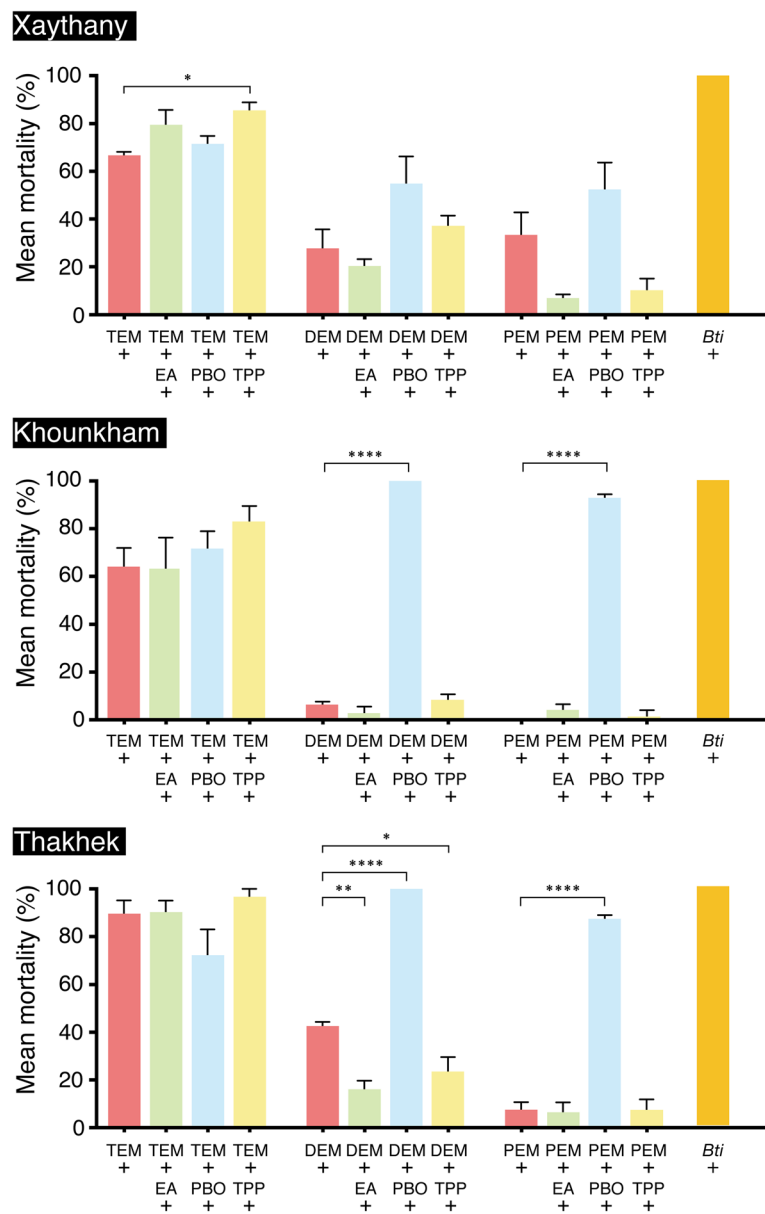 Xaythany
Mean mortality (%)
100
80
60
40
20
0
*
TEM TEM TEM TEM DEM DEM DEM DEM PEM PEM PEM PEM Bti
+ + + + + + + + + + + + +
EA PBO TPP EA PBO TPP EA PBO TPP
+ + + + + + + + +
Khounkham
Mean mortality (%)
100
80
60
40
20
0
**** ****
TEM TEM TEM TEM DEM DEM DEM DEM PEM PEM PEM PEM Bti
+ + + + + + + + + + + + +
EA PBO TPP EA PBO TPP EA PBO TPP
+ + + + + + + + +
Thakhek
Mean mortality (%)
100
80
60
40
20
0
*
****
** ****
TEM TEM TEM TEM DEM DEM DEM DEM PEM PEM PEM PEM Bti
+ + + + + + + + + + + + +
EA PBO TPP EA PBO TPP EA PBO TPP
+ + + + + + + + +